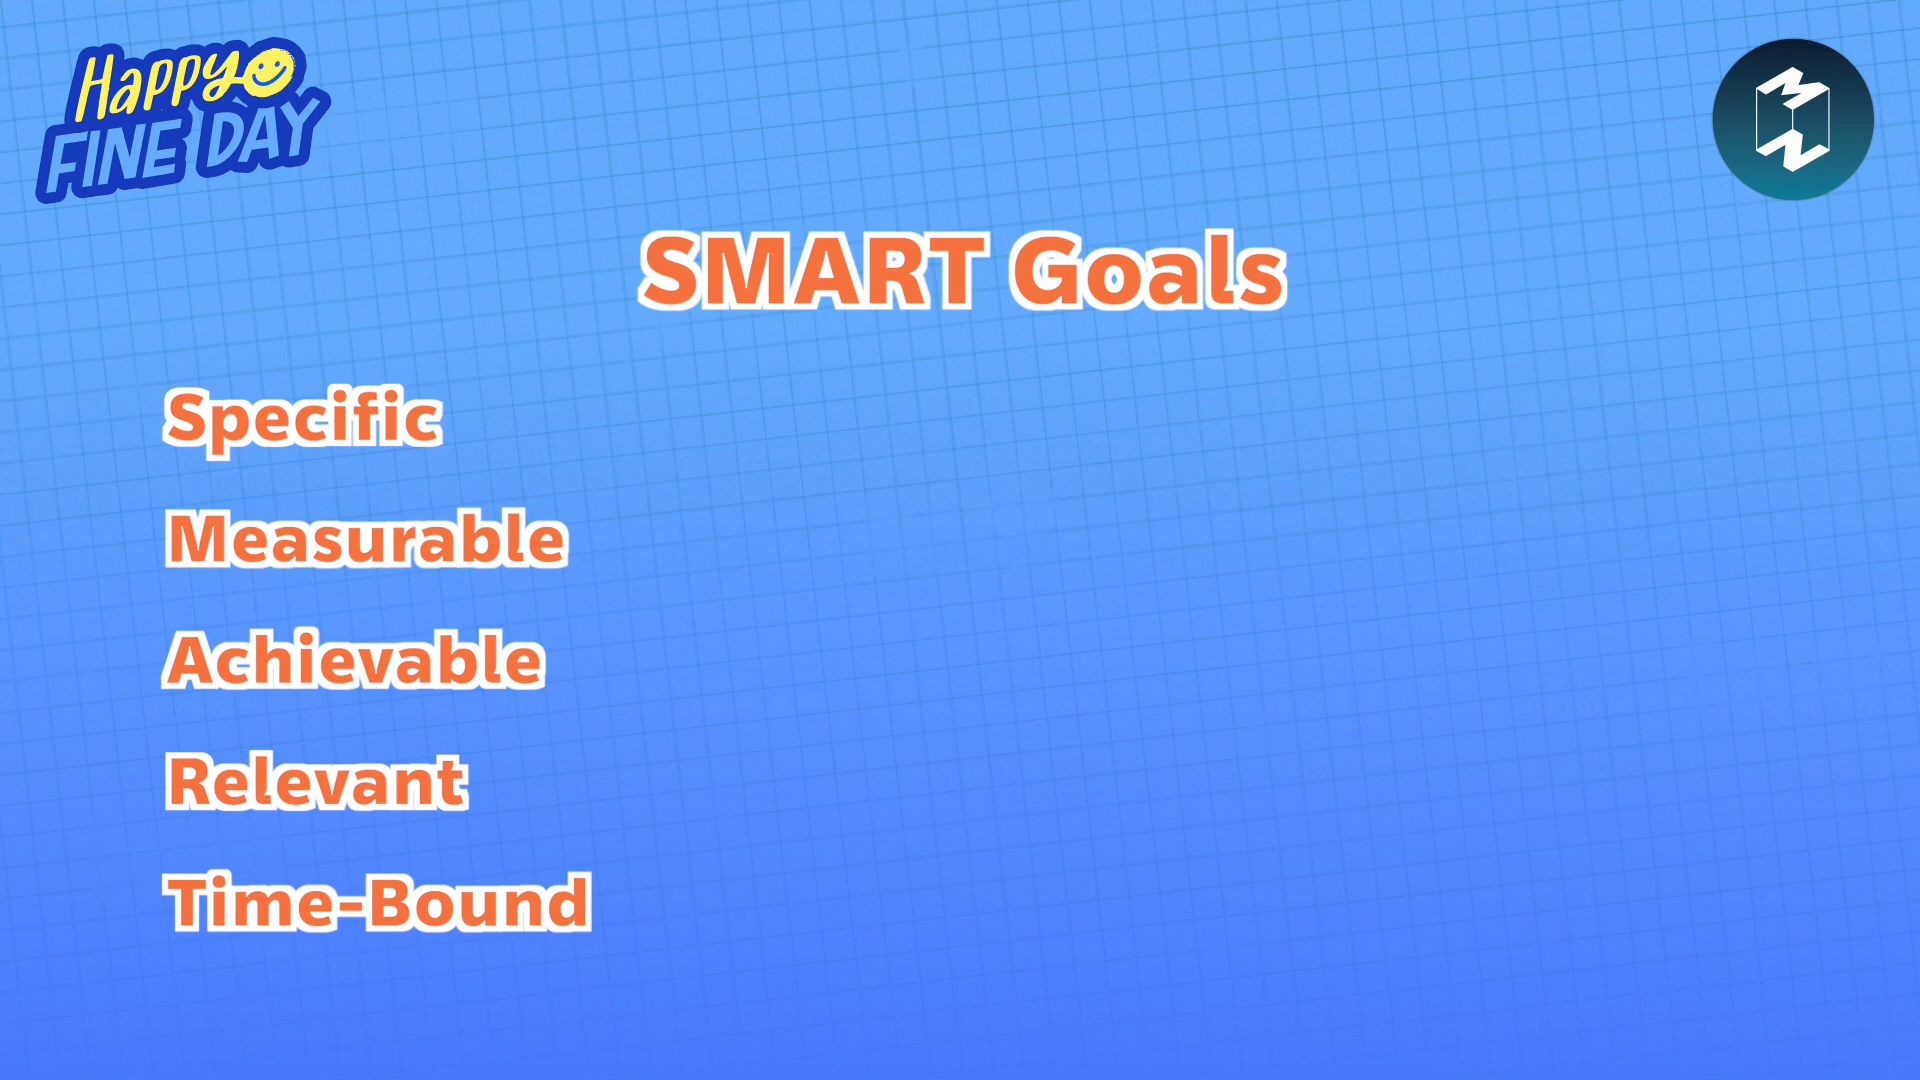 Happy
FINE DAY
SMART Goals
Specific
Measurable
Achievable
Relevant
Time-Bound